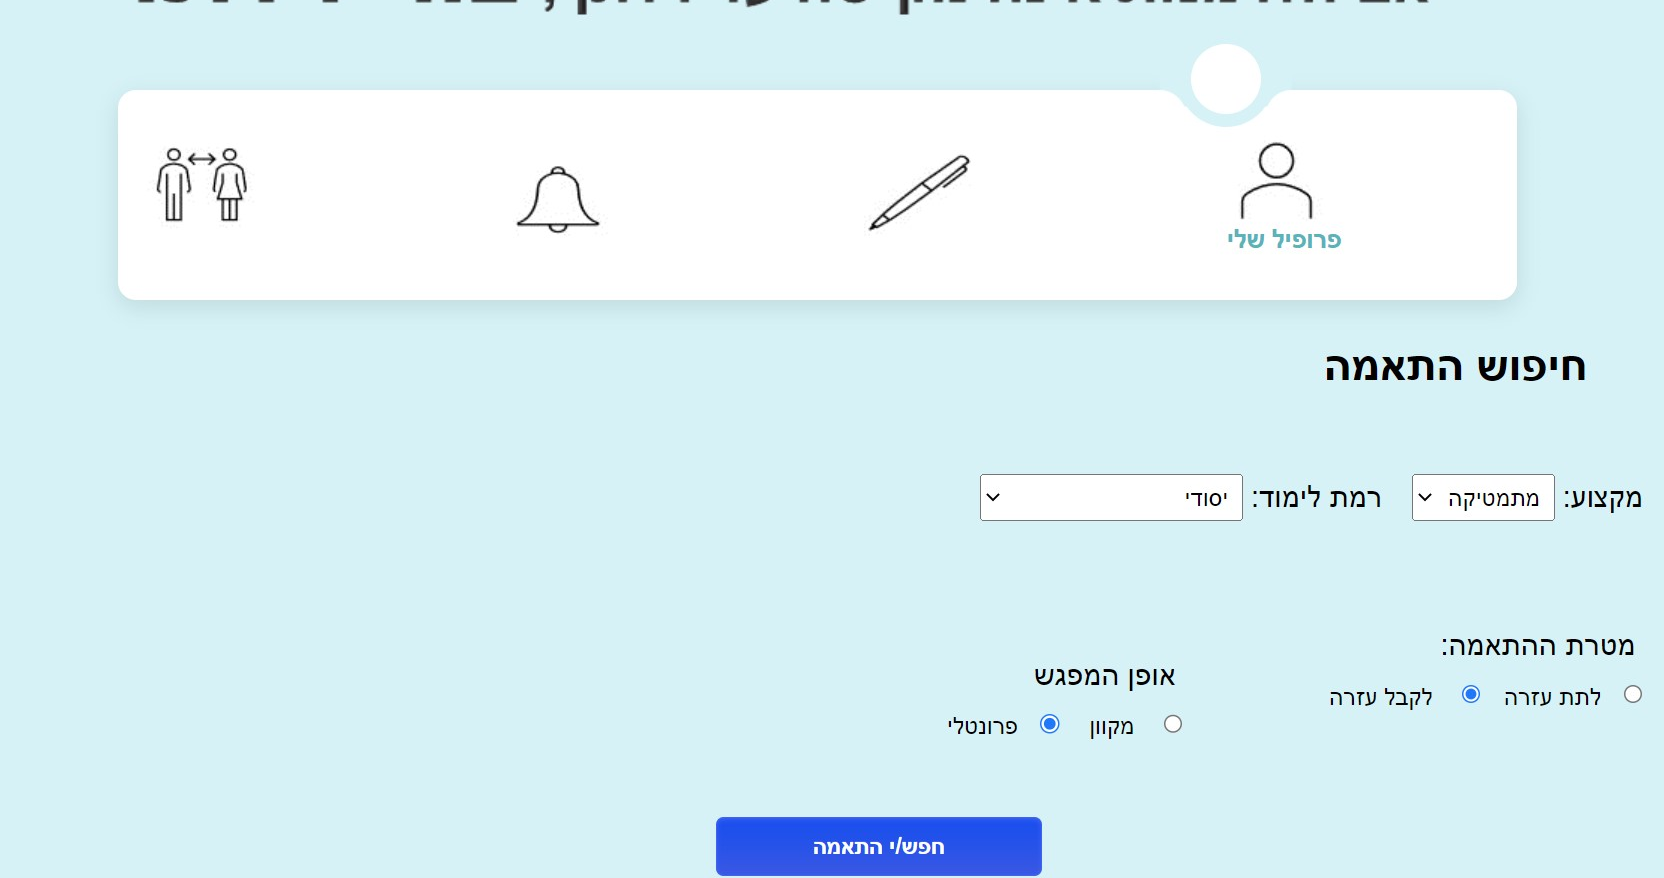 פרופיל שלי
חיפוש התאמה
מקצוע: מתמטיקה רמת לימוד: יסודי
מטרת ההתאמה:
לתת עזרה לקבל עזרה
אופן המפגש
מקוון פרונטלי
חפש/י התאמה